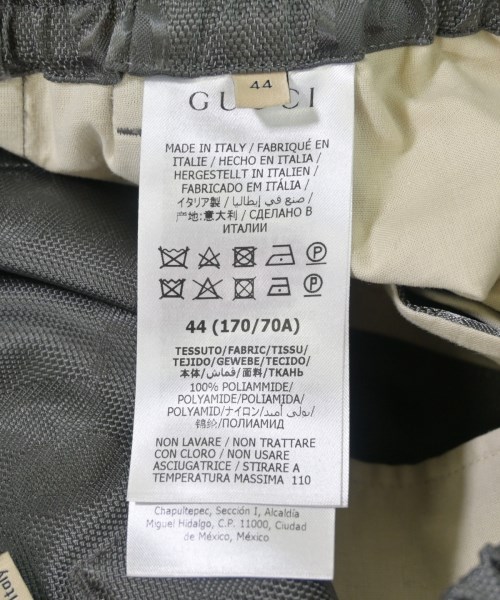 44
GUCCI
MADE IN ITALY / FABRIQUÉ EN
ITALIE / HECHO EN ITALIA /
HERGESTELLT IN ITALIEN /
FABRICADO EM ITÁLIA /
イタリア製 / صنع في إيطاليا /
产地:意大利 / СДЕЛАНО В
ИТАЛИИ
44 (170/70A)
TESSUTO/FABRIC/TISSU/
TEJIDO/GEWEBE/TECIDO/
本体/قماش/面料/ТКАНЬ
100% POLIAMMIDE/
POLYAMIDE/POLIAMIDA/
POLYAMID/ナイロン/بولي أميد/
锦纶/ПОЛИАМИД
NON LAVARE / NON TRATTARE
CON CLORO / NON USARE
ASCIUGATRICE / STIRARE A
TEMPERATURA MASSIMA 110
Chapultepec, Sección I, Alcaldía
Miguel Hidalgo, C.P. 11000, Ciudad
de México, México
Italy